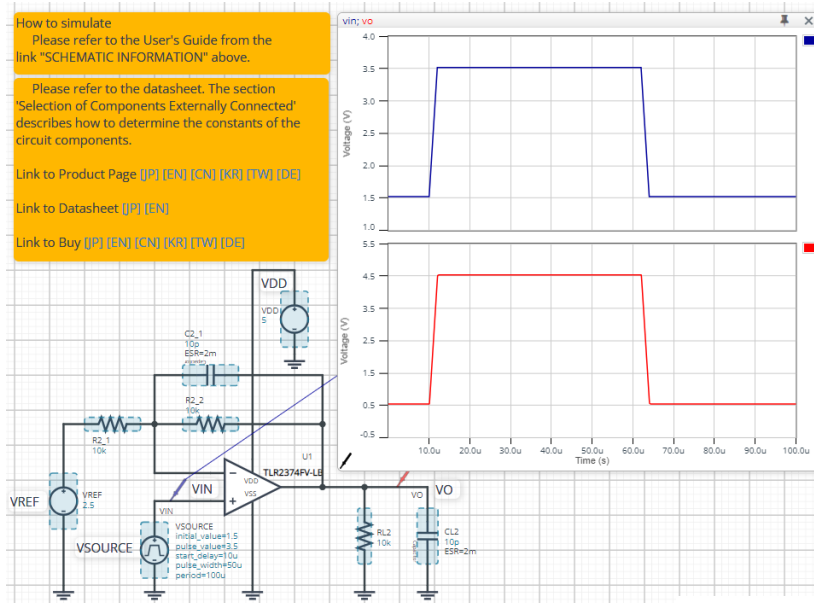 How to simulate
Please refer to the User's Guide from the
link "SCHEMATIC INFORMATION" above.
Please refer to the datasheet. The section
'Selection of Components Externally Connected'
describes how to determine the constants of the
circuit components.
Link to Product Page [JP] [EN] [CN] [KR] [TW] [DE]
Link to Datasheet [JP] [EN]
Link to Buy [JP] [EN] [CN] [KR] [TW] [DE]
vin; vo
4.0
3.5
3.0
2.5
2.0
1.5
1.0
Voltage (V)
5.5
4.5
3.5
2.5
1.5
0.5
-0.5
Voltage (V)
10.0u 20.0u 30.0u 40.0u 50.0u 60.0u 70.0u 80.0u 90.0u 100.0u
Time (s)
VDD
VDD
5
C2_1
10p
ESR=2m
R2_2
10k
R2_1
10k
U1
TLR2374FV-LE
VDD
VSS
VIN
VIN
VREF
VREF
2.5
VSOURCE
VSOURCE
initial_value=1.5
pulse_value=3.5
start_delay=10u
pulse_width=50u
period=100u
VO
VO
RL2
10k
CL2
10p
ESR=2m